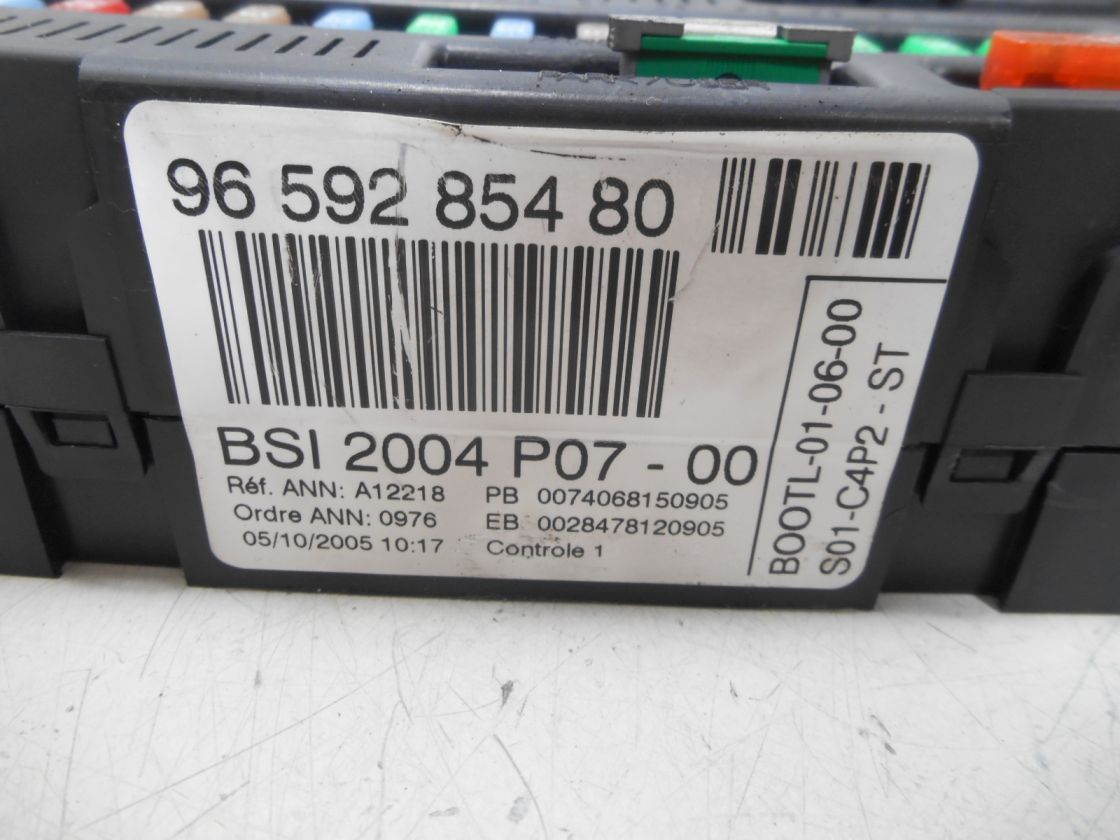 96 592 854 80
BSI 2004 P07 - 00
Réf. ANN: A12218 PB 0074068150905
Ordre ANN: 0976 EB 0028478120905
05/10/2005 10:17 Controle 1
BOOTL-01-06-00
S01-C4P2 - ST